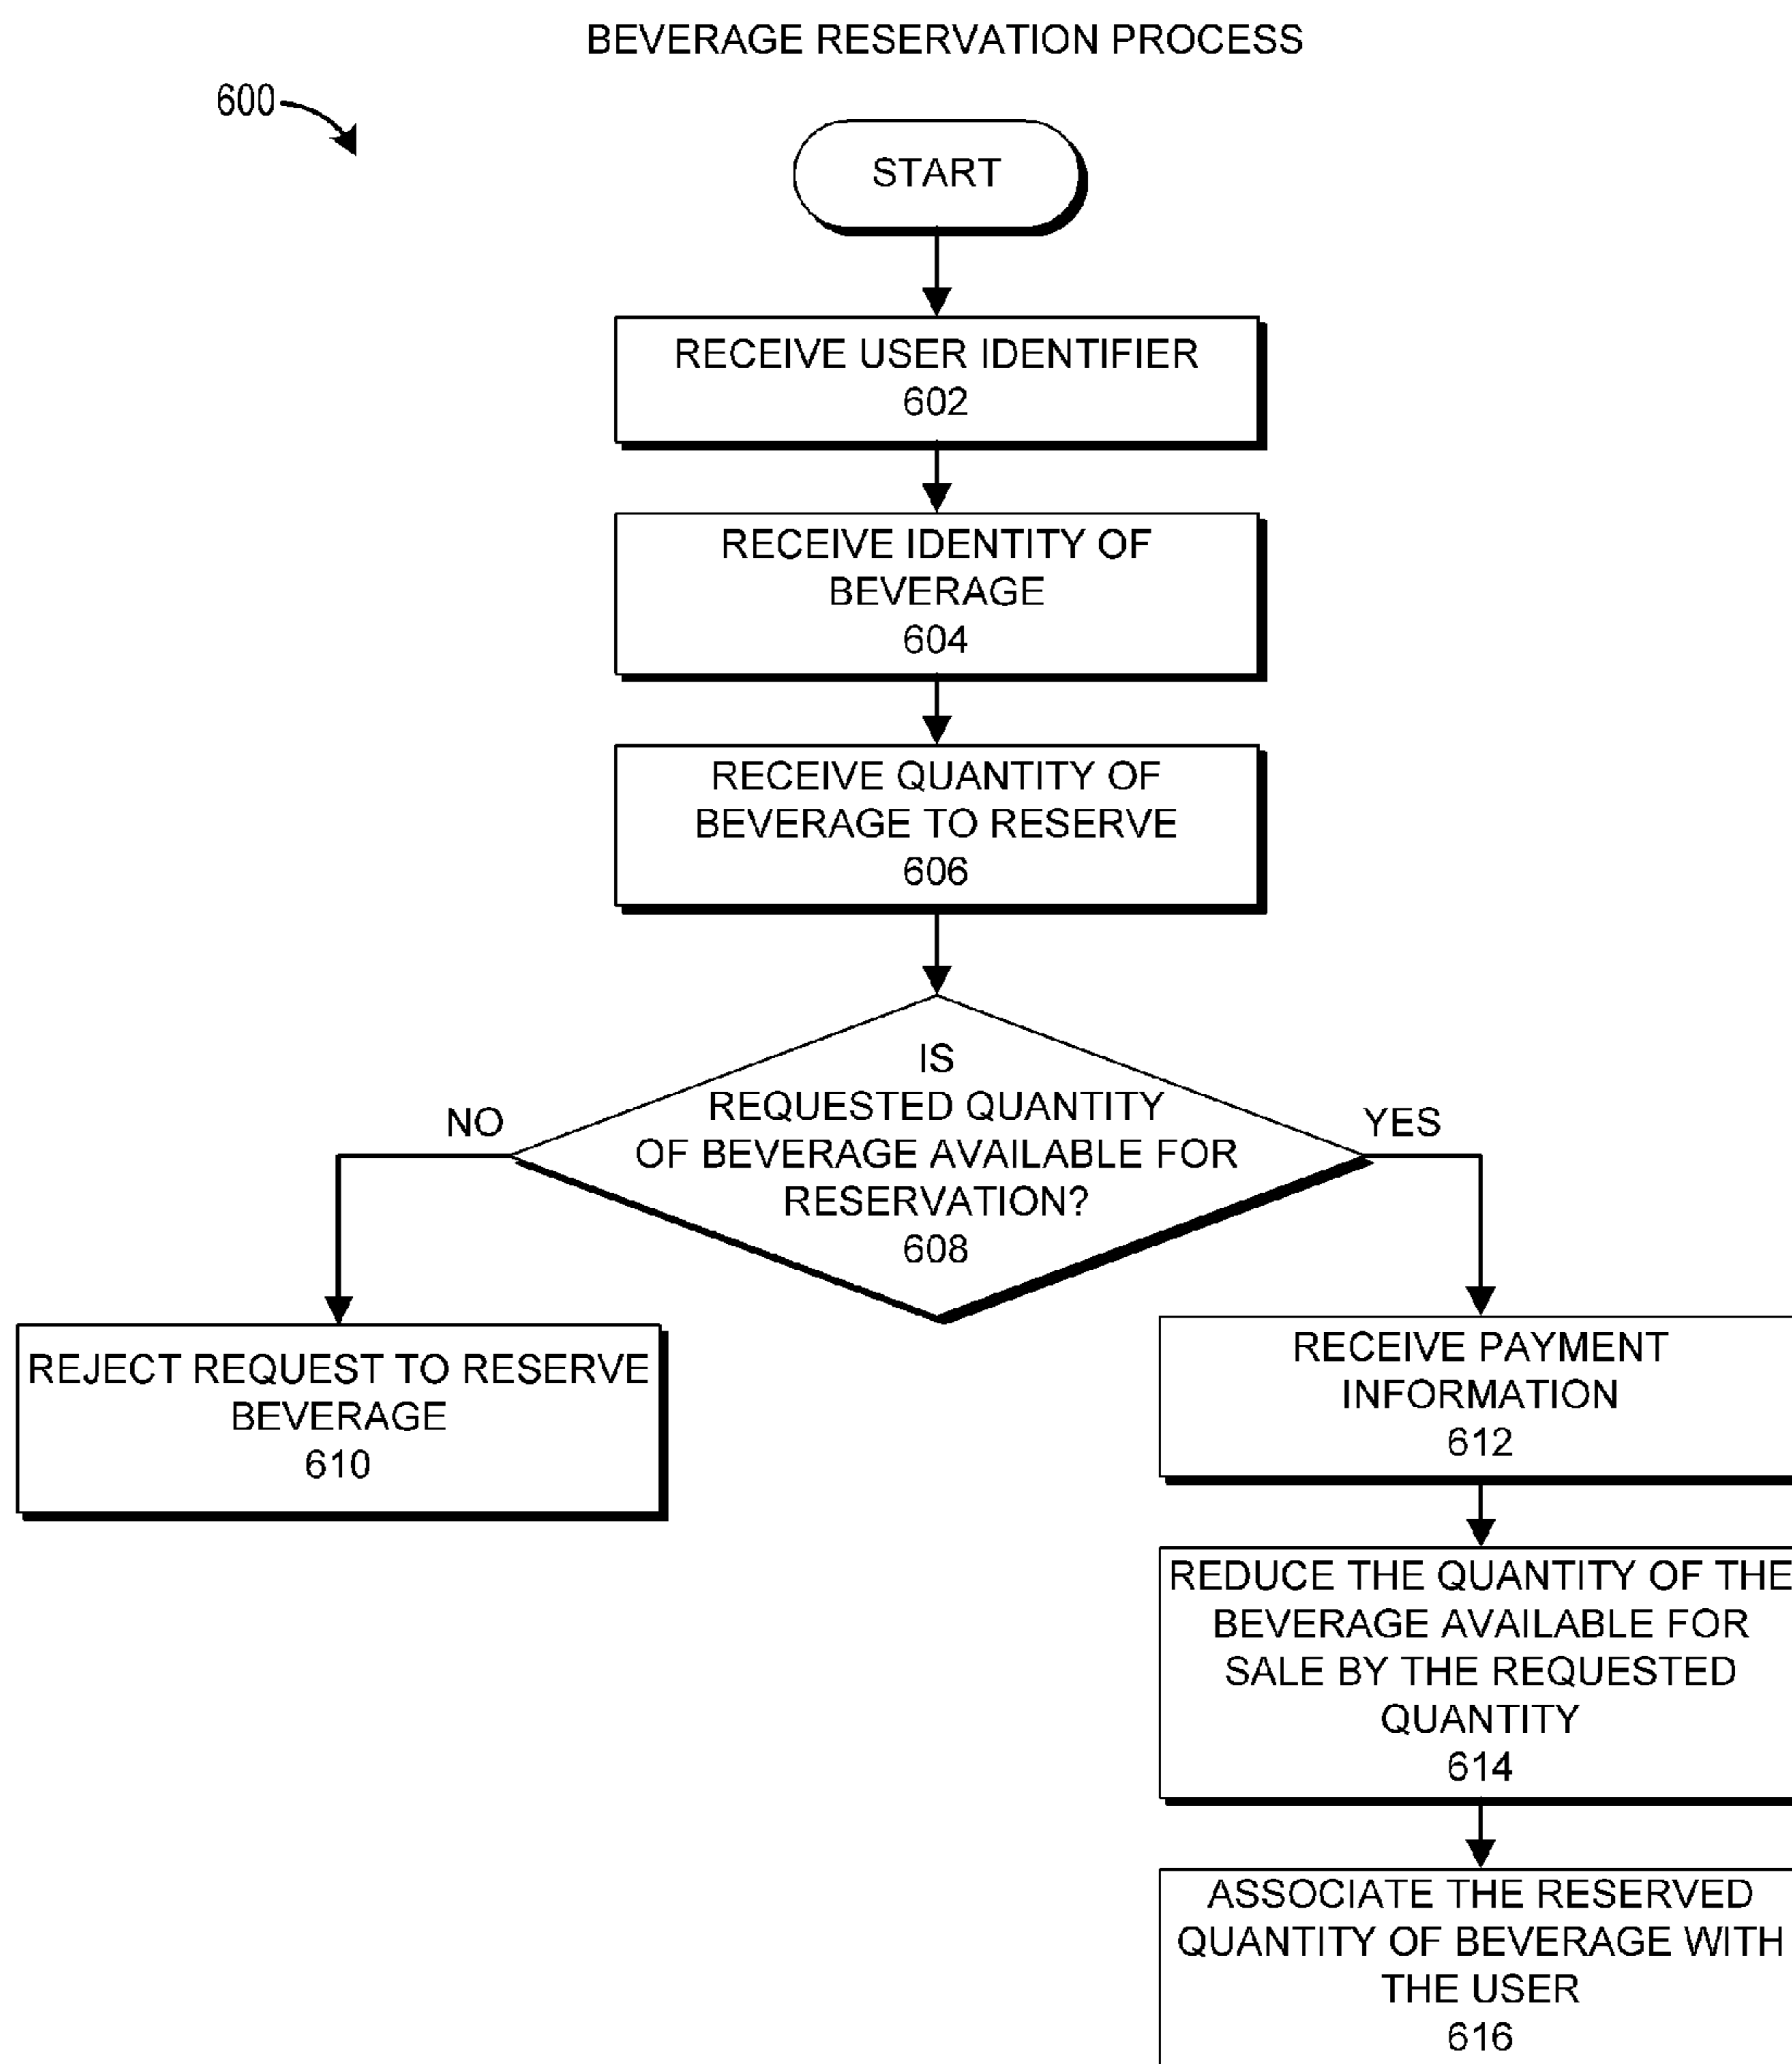 BEVERAGE RESERVATION PROCESS
600
START
RECEIVE USER IDENTIFIER
602
RECEIVE IDENTITY OF
BEVERAGE
604
RECEIVE QUANTITY OF
BEVERAGE TO RESERVE
606
IS
REQUESTED QUANTITY
OF BEVERAGE AVAILABLE FOR
RESERVATION?
608
NO
YES
REJECT REQUEST TO RESERVE
BEVERAGE
610
RECEIVE PAYMENT
INFORMATION
612
REDUCE THE QUANTITY OF THE
BEVERAGE AVAILABLE FOR
SALE BY THE REQUESTED
QUANTITY
614
ASSOCIATE THE RESERVED
QUANTITY OF BEVERAGE WITH
THE USER
616